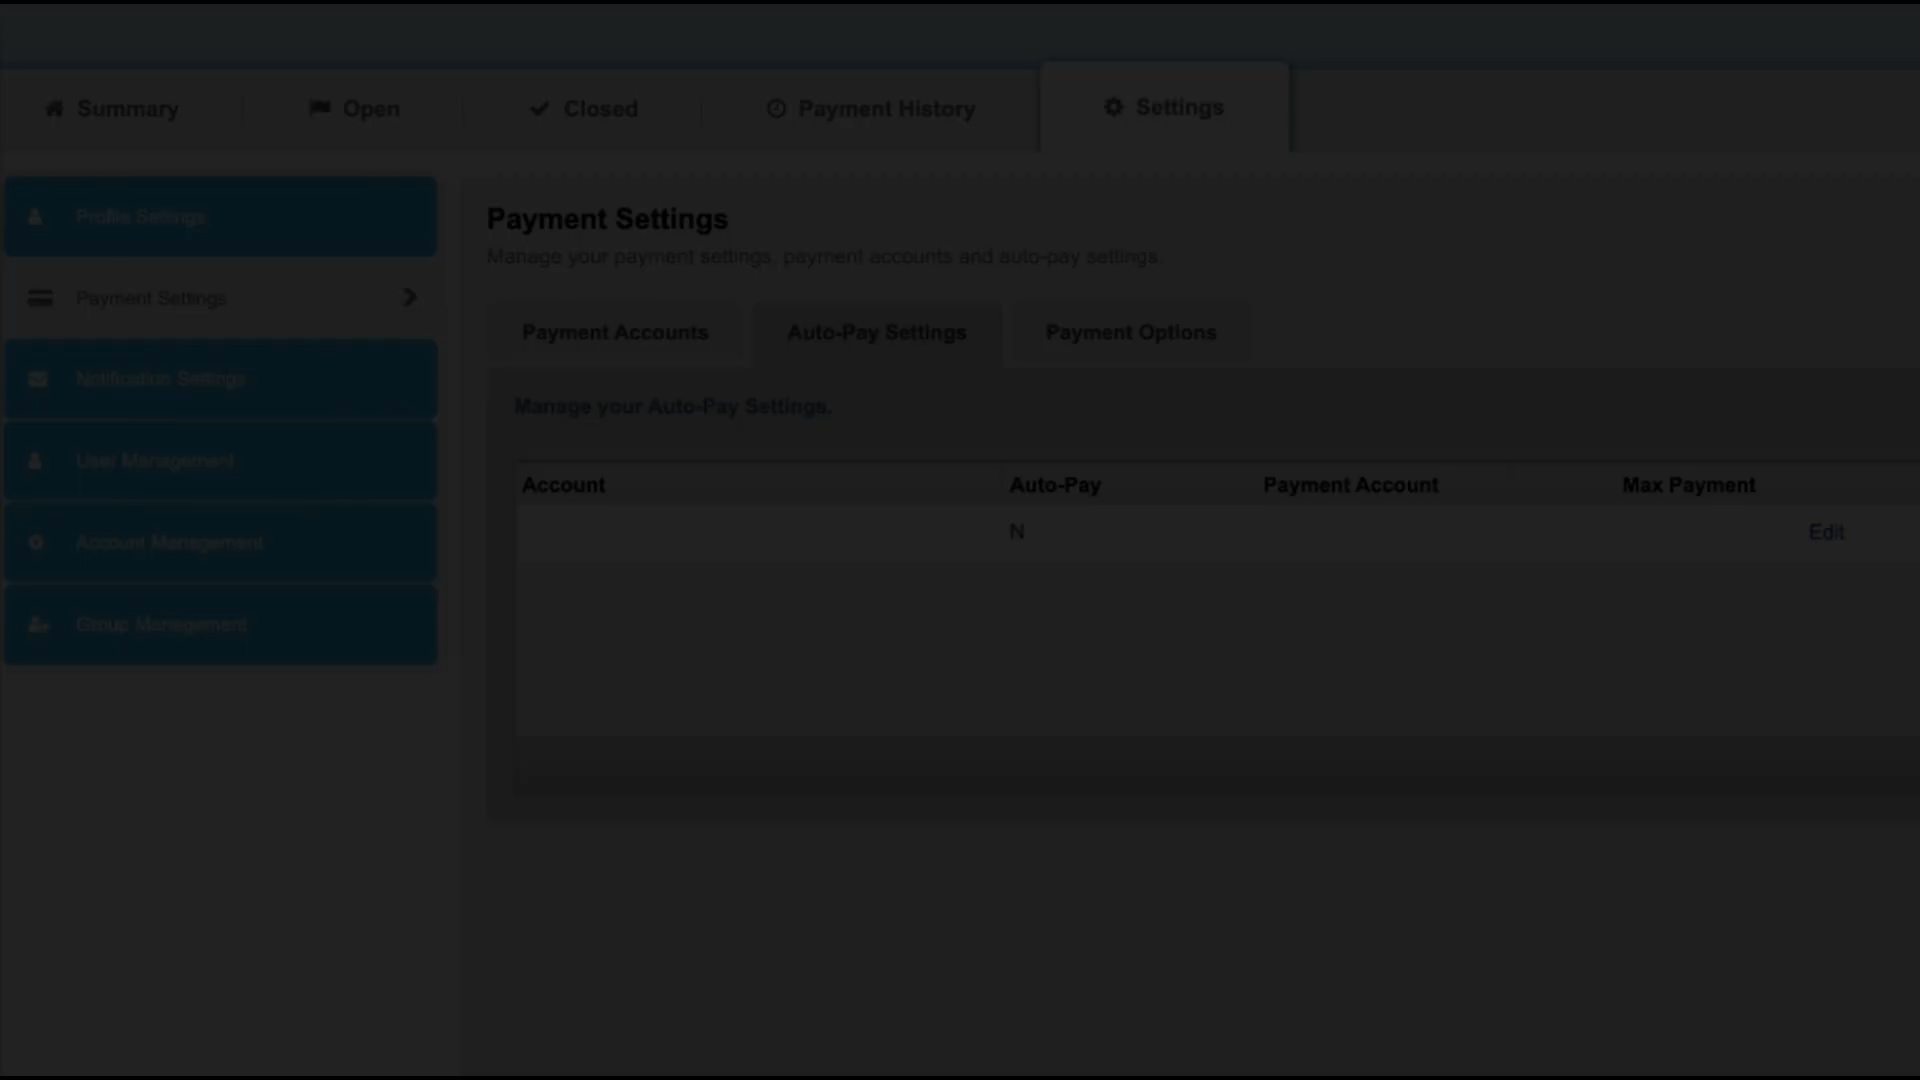 Summary
Open
Closed
Payment History
Settings
Profile Settings
Payment Settings
Notification Settings
User Management
Account Management
Group Management
Payment Settings
Manage your payment settings, payment accounts and auto-pay settings.
Payment Accounts
Auto-Pay Settings
Payment Options
Manage your Auto-Pay Settings.
Account Auto-Pay Payment Account Max Payment
N Edit